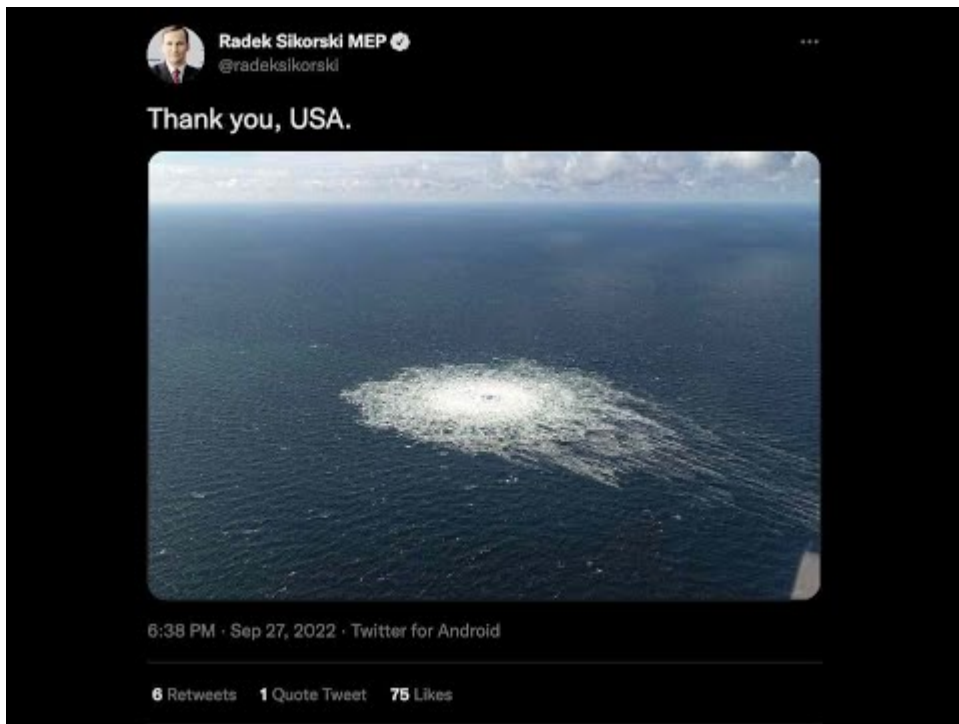 Radek Sikorski MEP
@radeksikorski
Thank you, USA.
6:38 PM · Sep 27, 2022 · Twitter for Android
6 Retweets 1 Quote Tweet 75 Likes